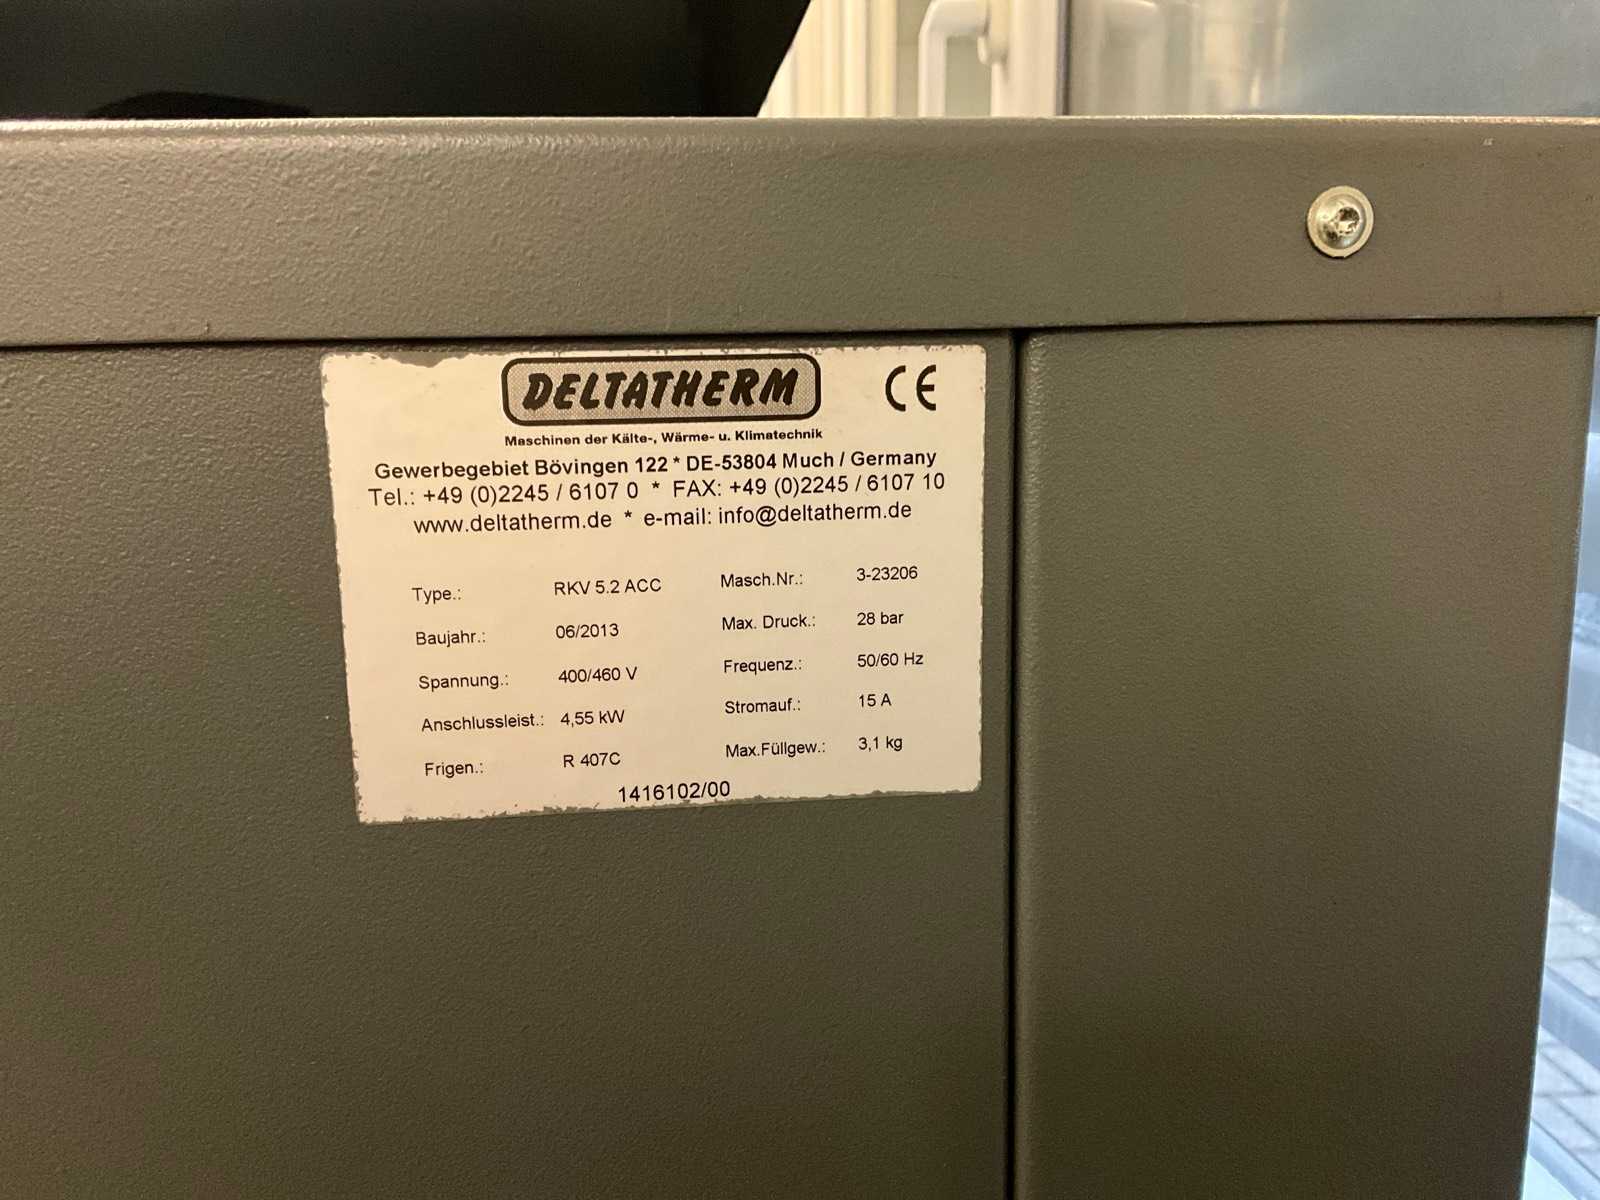 DELTATHERM
CE
Maschinen der Kälte-, Wärme- u. Klimatechnik
Gewerbegebiet Bövingen 122 * DE-53804 Much / Germany
Tel.: +49 (0)2245 / 6107 0 * FAX: +49 (0)2245 / 6107 10
www.deltatherm.de * e-mail: info@deltatherm.de
Type.: RKV 5.2 ACC Masch.Nr.: 3-23206
Baujahr.: 06/2013 Max. Druck.: 28 bar
Spannung.: 400/460 V Frequenz.: 50/60 Hz
Anschlussleist.: 4,55 kW Stromauf.: 15 A
Frigen.: R 407C Max.Füllgew.: 3,1 kg
1416102/00